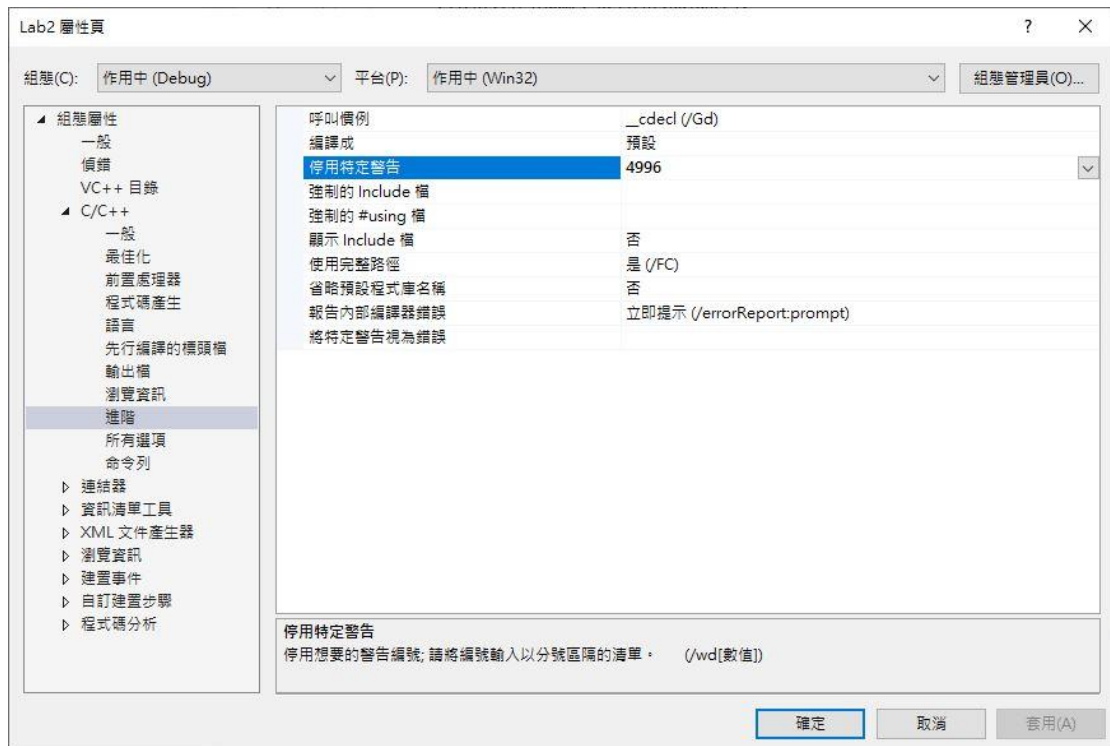 Lab2 屬性頁
? ×
組態(C): 作用中 (Debug) 平台(P): 作用中 (Win32) 組態管理員(O)...
組態屬性
一般
偵錯
VC++ 目錄
C/C++
一般
最佳化
前置處理器
程式碼產生
語言
先行編譯的標頭檔
輸出檔
瀏覽資訊
進階
所有選項
命令列
連結器
資訊清單工具
XML 文件產生器
瀏覽資訊
建置事件
自訂建置步驟
程式碼分析
呼叫慣例 __cdecl (/Gd)
編譯成 預設
停用特定警告 4996
強制的 Include 檔
強制的 #using 檔
顯示 Include 檔 否
使用完整路徑 是 (/FC)
省略預設程式庫名稱 否
報告內部編譯器錯誤 立即提示 (/errorReport:prompt)
將特定警告視為錯誤
停用特定警告
停用想要的警告編號; 請將編號輸入以分號區隔的清單。 (/wd[數值])
確定 取消 套用(A)